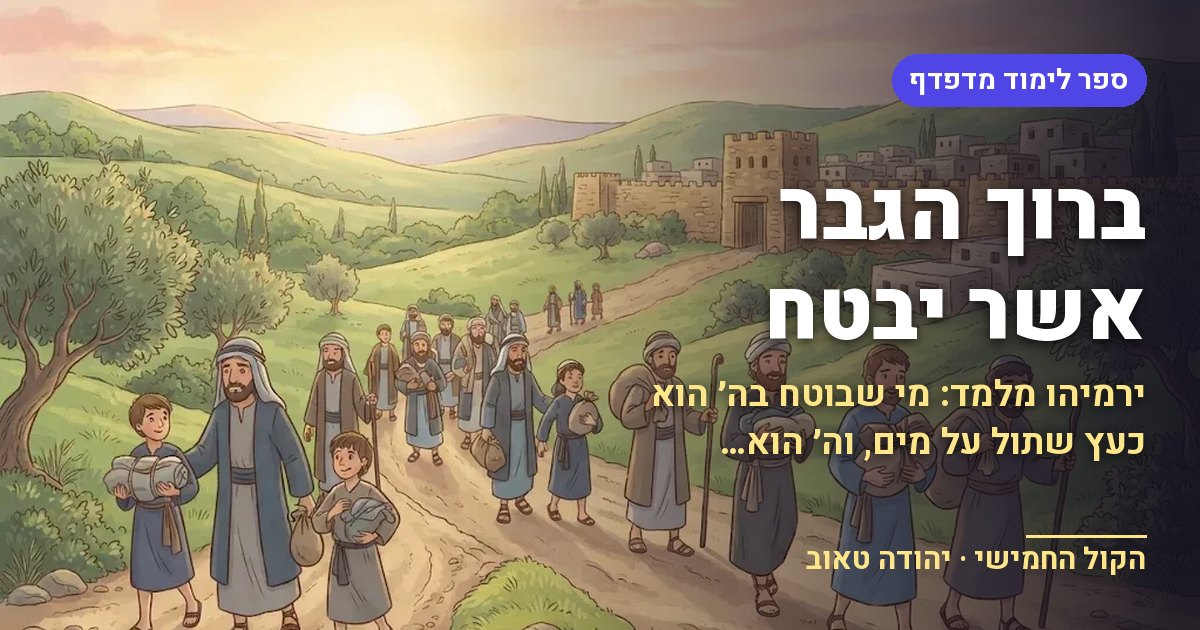 ספר לימוד מדפדף
ברוך הגבר
אשר יבטח
ירמיהו מלמד: מי שבוטח בה׳ הוא
כעץ שתול על מים, וה׳ הוא...
הקול החמישי · יהודה טאוב